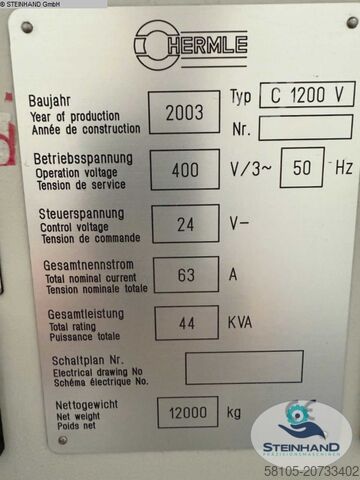 © STEINHAND GmbH
HERMLE
Baujahr
Year of production
Année de construction
2003
Typ
C 1200 V
Nr.
Betriebsspannung
Operation voltage
Tension de service
400
V/3~
50
Hz
Steuerspannung
Control voltage
Tension de commande
24
V–
Gesamtnennstrom
Total nominal current
Tension nominale totale
63
A
Gesamtleistung
Total rating
Puissance totale
44
KVA
Schaltplan Nr.
Electrical drawing No
Schéma électrique No.
Nettogewicht
Net weight
Poids net
12000
kg
STEINHAND
PRÄZISIONSMASCHINEN
58105-20733402